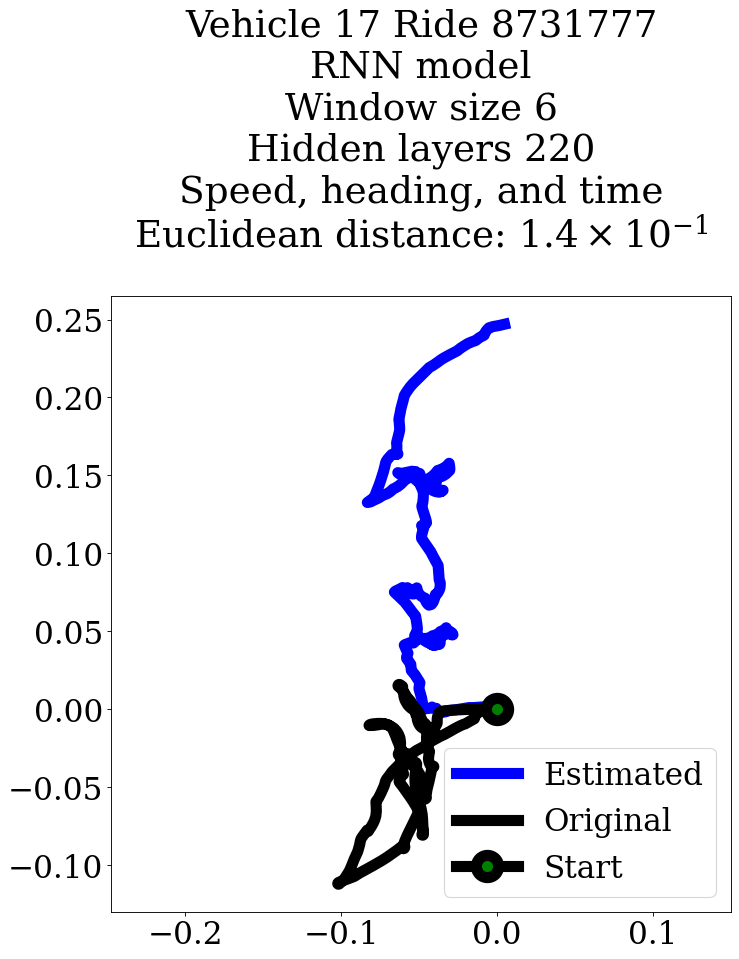 Vehicle 17 Ride 8731777
RNN model
Window size 6
Hidden layers 220
Speed, heading, and time
Euclidean distance: 1.4 × 10⁻¹
0.25
0.20
0.15
0.10
0.05
0.00
−0.05
−0.10
Estimated
Original
Start
−0.2
−0.1
0.0
0.1